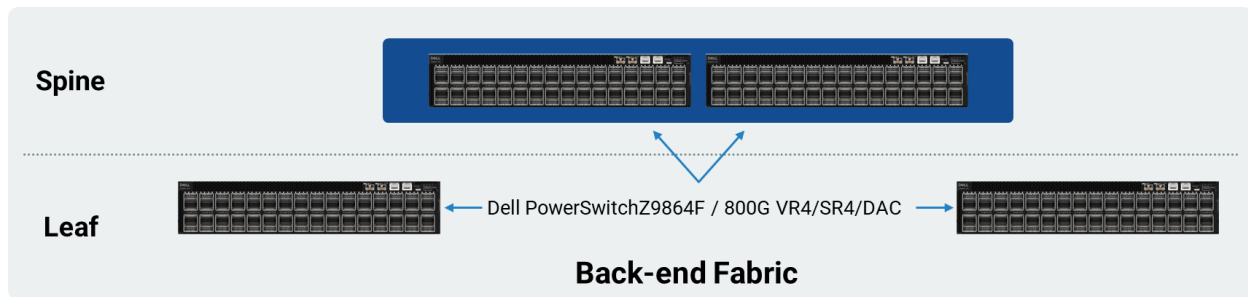 Spine
Dell PowerSwitchZ9864F / 800G VR4/SR4/DAC
Leaf
Back-end Fabric